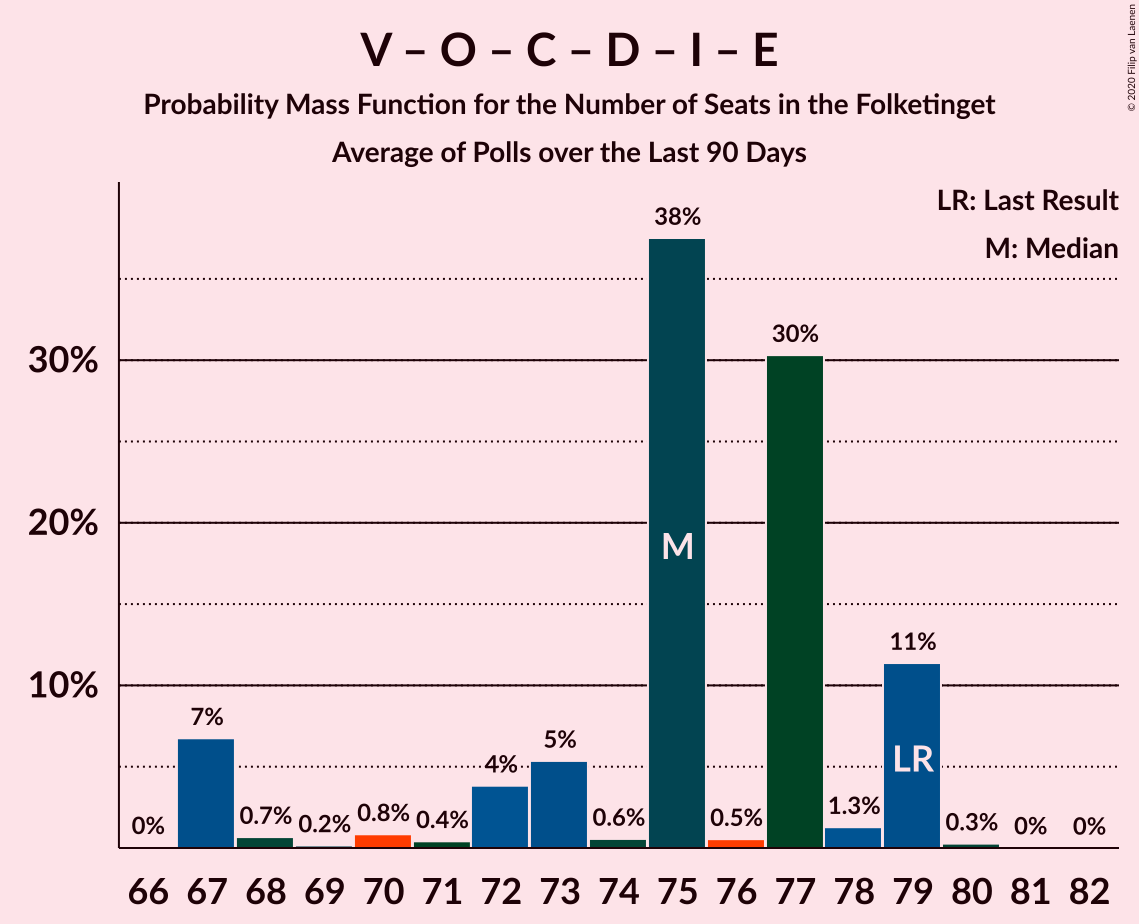 V – O – C – D – I – E
Probability Mass Function for the Number of Seats in the Folketinget
Average of Polls over the Last 90 Days
© 2020 Filip van Laenen
LR: Last Result
M: Median
38%
30%
30%
20%
M
11%
10%
7%
5%
4%
LR
0%
0.7%
0.2%
0.8%
0.4%
0.6%
0.5%
1.3%
0.3%
0%
0%
66 67 68 69 70 71 72 73 74 75 76 77 78 79 80 81 82